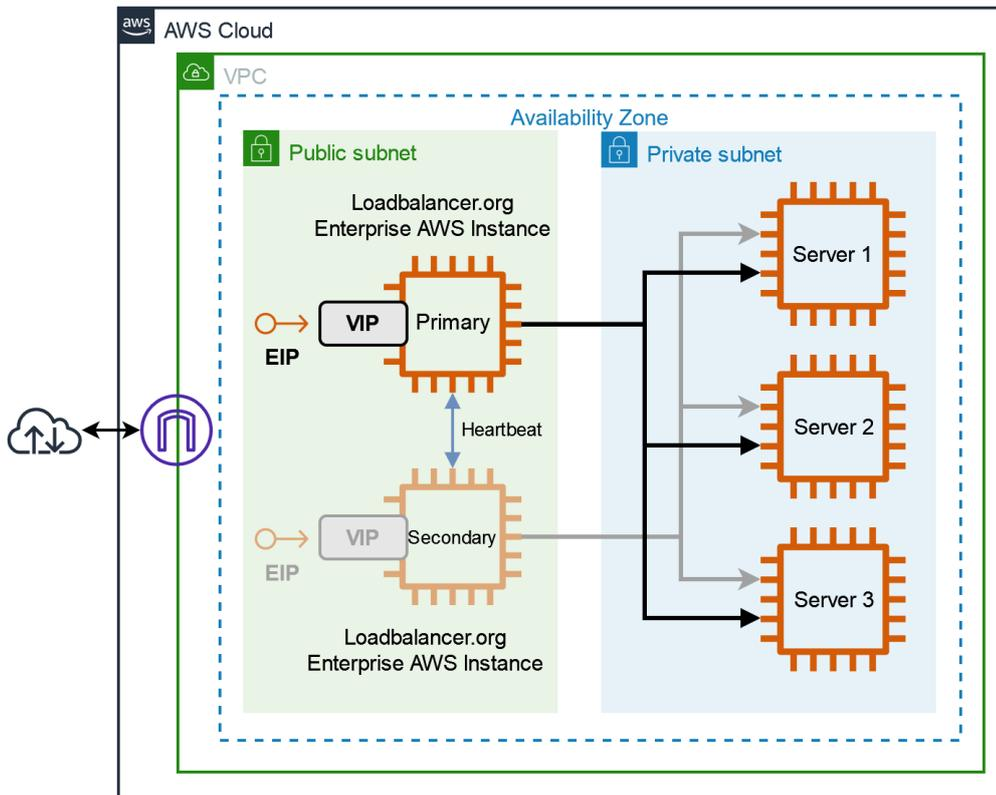 aws
AWS Cloud
VPC
Availability Zone
Public subnet
Private subnet
Loadbalancer.org
Enterprise AWS Instance
VIP
Primary
EIP
Heartbeat
VIP
Secondary
EIP
Loadbalancer.org
Enterprise AWS Instance
Server 1
Server 2
Server 3